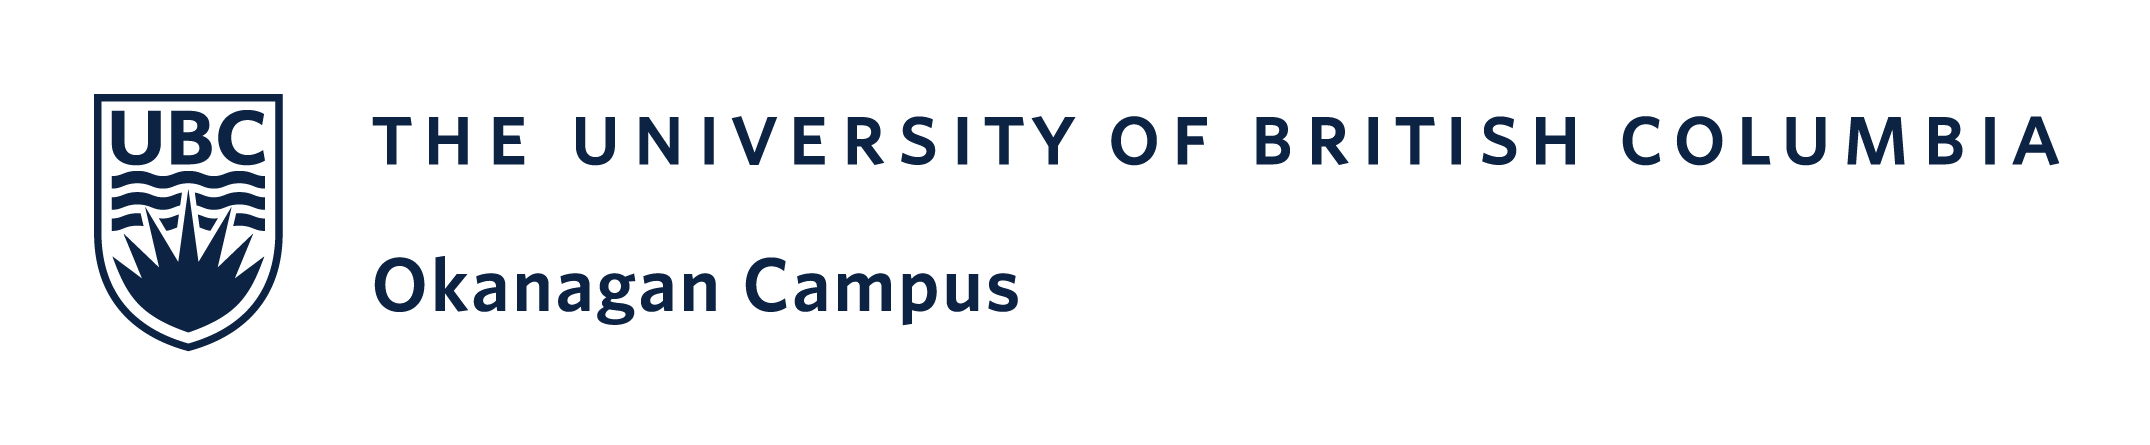 UBC
THE UNIVERSITY OF BRITISH COLUMBIA
Okanagan Campus